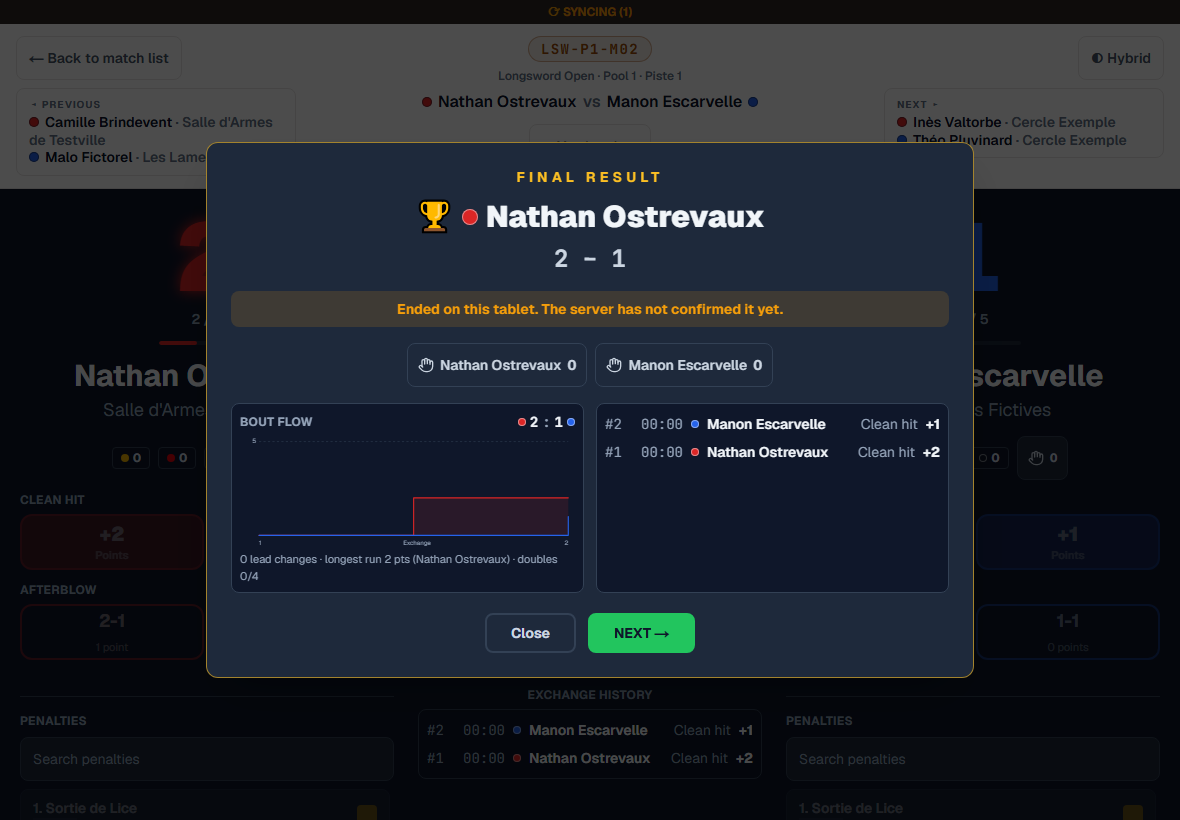 SYNCING (1)
← Back to match list
LSW-P1-M02
Hybrid
Longsword Open · Pool 1 · Piste 1
Nathan Ostrevaux vs Manon Escarvelle
PREVIOUS
Camille Brindevent · Salle d'Armes
de Testville
Malo Fictorel · Les Lame
NEXT
Inès Valtorbe · Cercle Exemple
Théo Pluvinard · Cercle Exemple
FINAL RESULT
Nathan Ostrevaux
2 – 1
Ended on this tablet. The server has not confirmed it yet.
Nathan Ostrevaux 0
Manon Escarvelle 0
BOUT FLOW
2 : 1
5
1
Exchange
2
0 lead changes · longest run 2 pts (Nathan Ostrevaux) · doubles
0/4
#2 00:00 Manon Escarvelle Clean hit +1
#1 00:00 Nathan Ostrevaux Clean hit +2
Close
NEXT →
2
2 /
Nathan O
Salle d'Arme
0
0
CLEAN HIT
+2
Points
AFTERBLOW
2-1
1 point
/ 5
scarvelle
s Fictives
0
0
+1
Points
1-1
0 points
PENALTIES
Search penalties
1. Sortie de Lice
EXCHANGE HISTORY
#2 00:00 Manon Escarvelle Clean hit +1
#1 00:00 Nathan Ostrevaux Clean hit +2
PENALTIES
Search penalties
1. Sortie de Lice